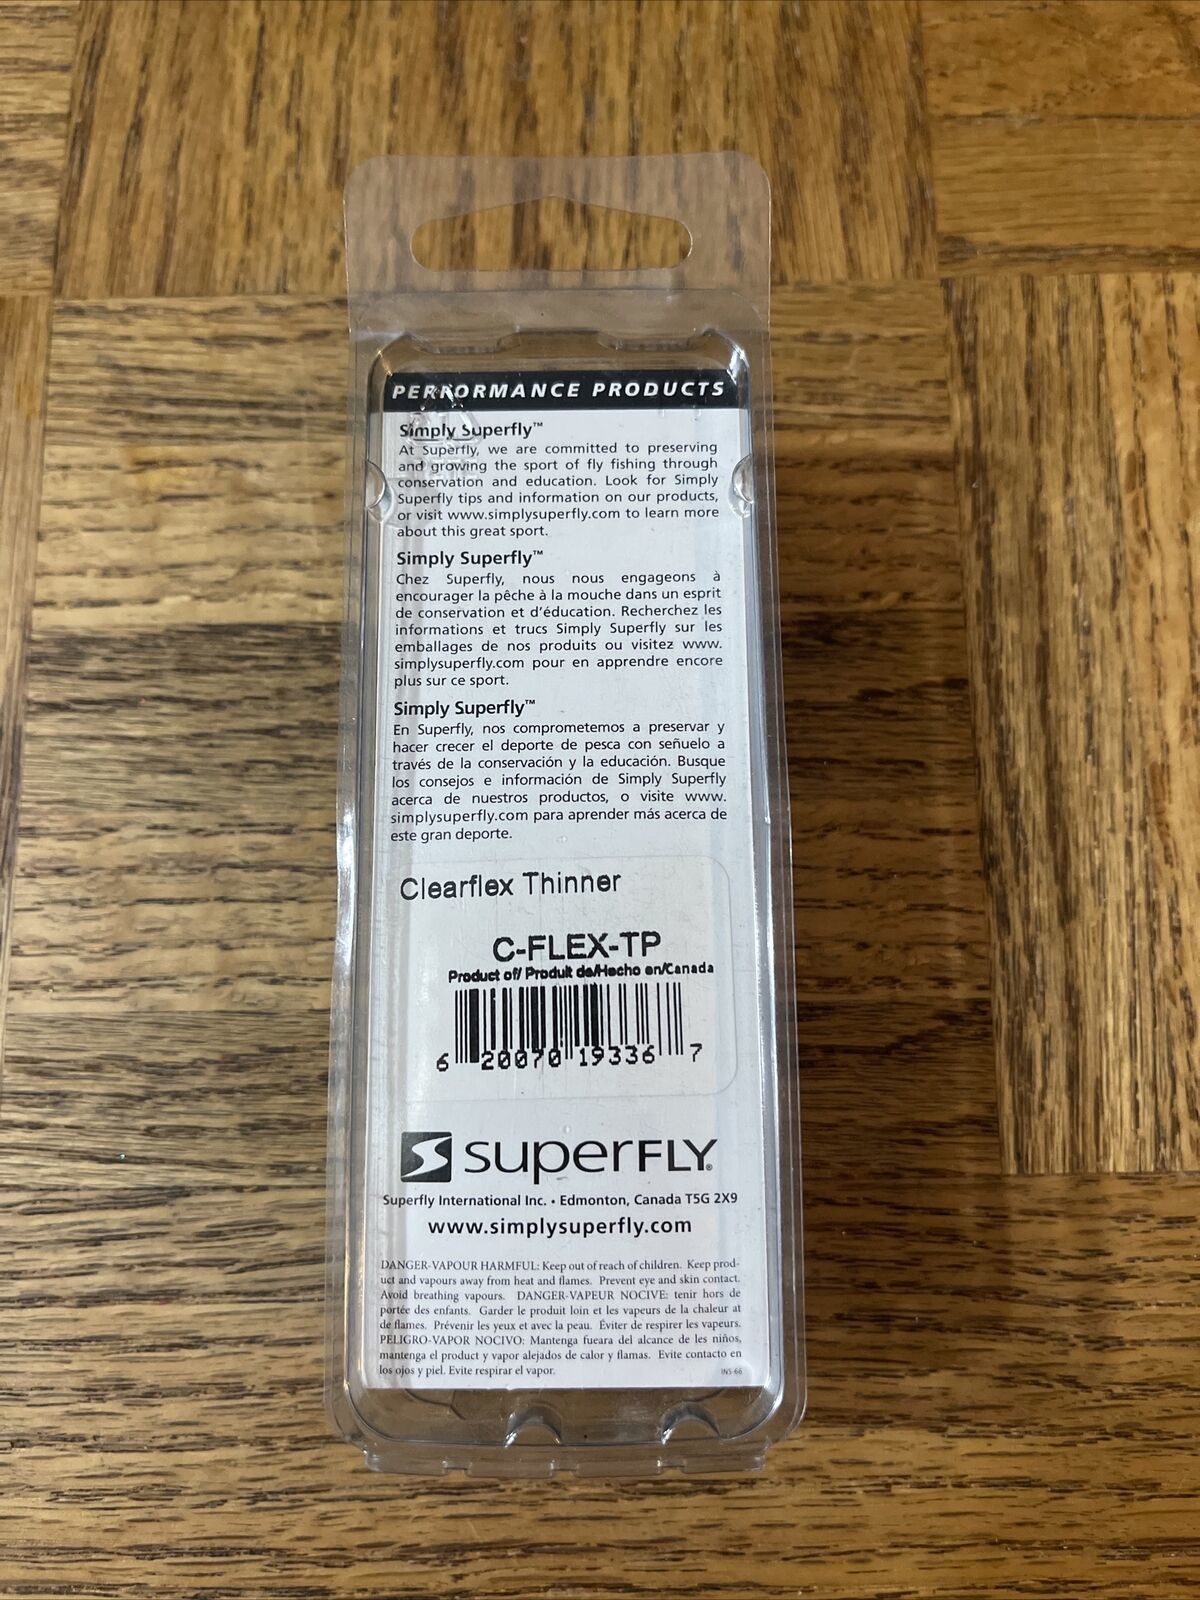 PERFORMANCE PRODUCTS
Simply Superfly™
At Superfly, we are committed to preserving
and growing the sport of fly fishing through
conservation and education. Look for Simply
Superfly tips and information on our products,
or visit www.simplysuperfly.com to learn more
about this great sport.
Simply Superfly™
Chez Superfly, nous nous engageons à
encourager la pêche à la mouche dans un esprit
de conservation et d'éducation. Recherchez les
informations et trucs Simply Superfly sur les
emballages de nos produits ou visitez www.
simplysuperfly.com pour en apprendre encore
plus sur ce sport.
Simply Superfly™
En Superfly, nos comprometemos a preservar y
hacer crecer el deporte de pesca con señuelo a
través de la conservación y la educación. Busque
los consejos e información de Simply Superfly
acerca de nuestros productos, o visite www.
simplysuperfly.com para aprender más acerca de
este gran deporte.
Clearflex Thinner
C-FLEX-TP
Product of/ Produit de/Hecho en/Canada
6 20070 19336 7
superFLY®
Superfly International Inc. • Edmonton, Canada T5G 2X9
www.simplysuperfly.com
DANGER-VAPOUR HARMFUL: Keep out of reach of children. Keep prod-
uct and vapours away from heat and flames. Prevent eye and skin contact.
Avoid breathing vapours. DANGER-VAPEUR NOCIVE: tenir hors de
portée des enfants. Garder le produit loin et les vapeurs de la chaleur at
de flames. Prévenir les yeux et avec la peau. Éviter de respirer les vapeurs.
PELIGRO-VAPOR NOCIVO: Mantenga fueara del alcance de les niños,
mantenga el product y vapor alejados de calor y flamas. Evite contacto en
los ojos y piel. Evite respirar el vapor.
INS-66